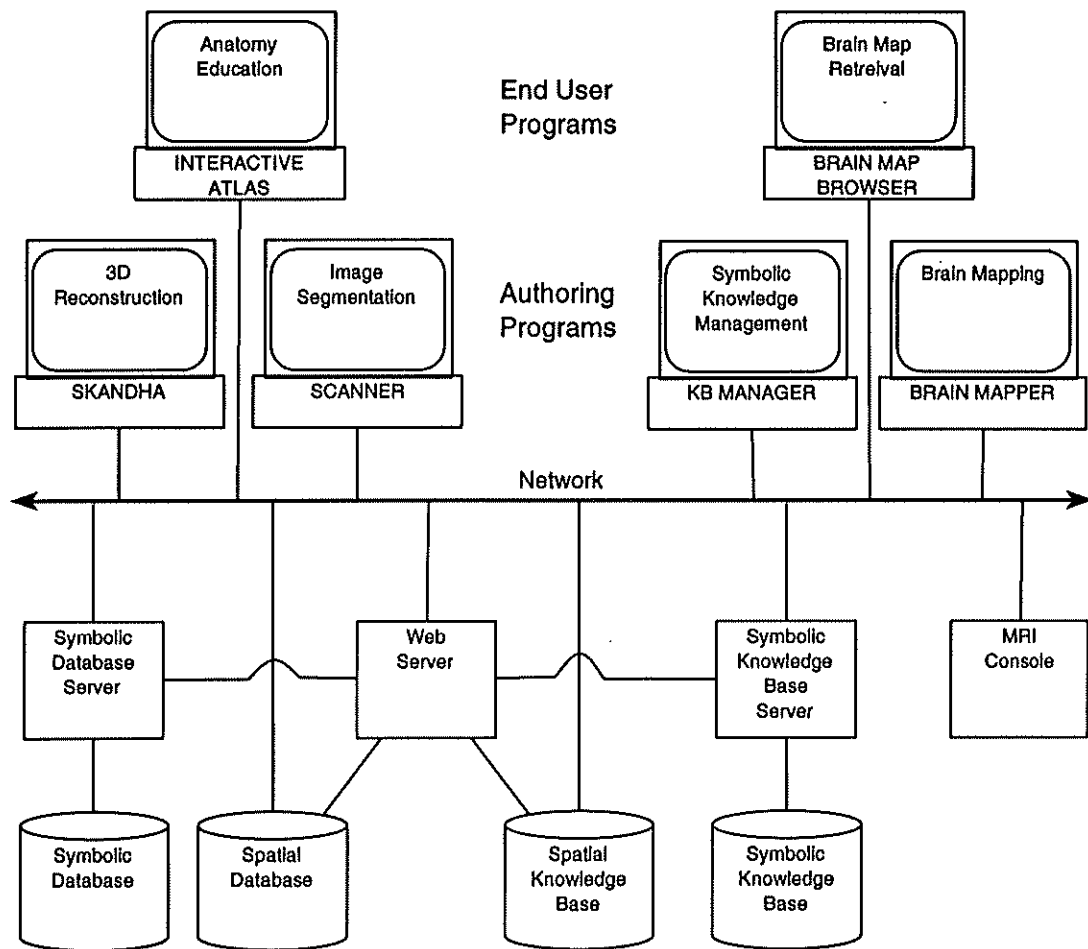 Anatomy
Education
INTERACTIVE
ATLAS
End User
Programs
Brain Map
Retreival
BRAIN MAP
BROWSER
3D
Reconstruction
SKANDHA
Image
Segmentation
SCANNER
Authoring
Programs
Symbolic
Knowledge
Management
KB MANAGER
Brain Mapping
BRAIN MAPPER
Network
Symbolic
Database
Server
Web
Server
Symbolic
Knowledge
Base
Server
MRI
Console
Symbolic
Database
Spatial
Database
Spatial
Knowledge
Base
Symbolic
Knowledge
Base